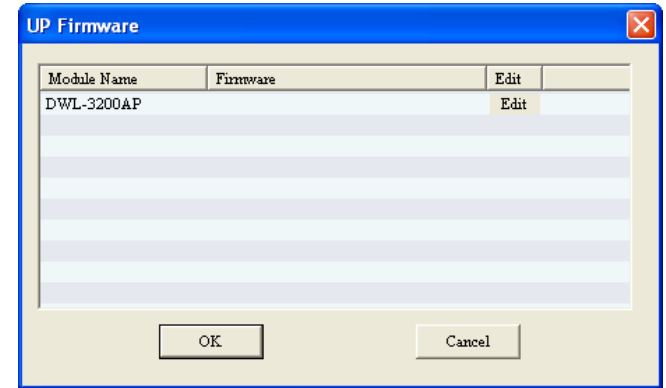 UP Firmware
Module Name Firmware Edit
DWL-3200AP Edit
OK Cancel